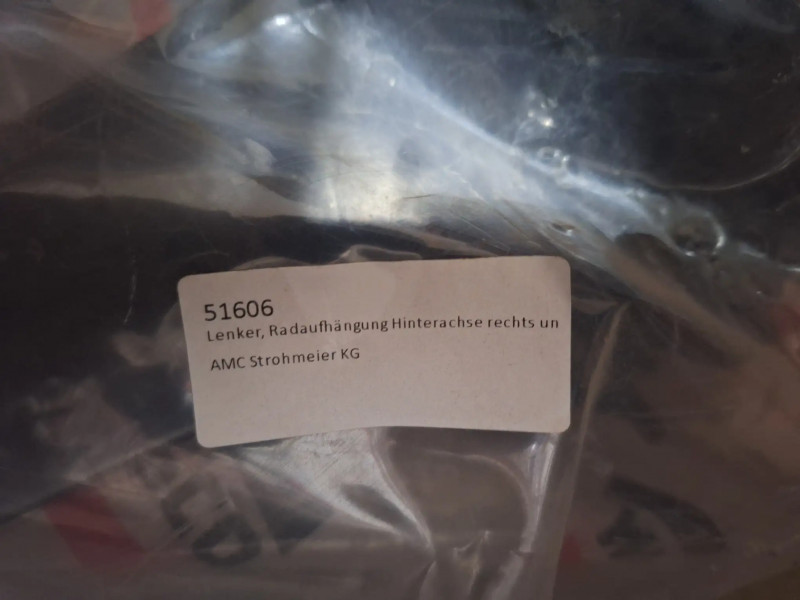 51606
Lenker, Radaufhängung Hinterachse rechts un
AMC Strohmeier KG